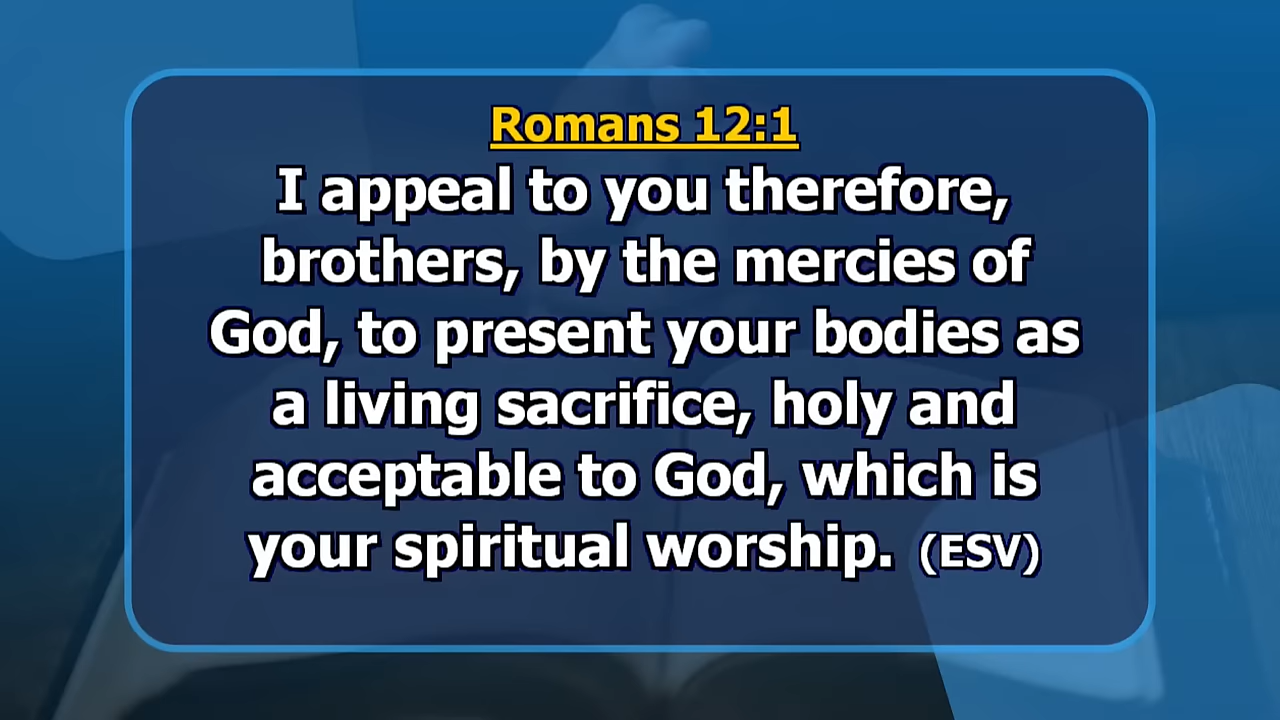 Romans 12:1
I appeal to you therefore,
brothers, by the mercies of
God, to present your bodies as
a living sacrifice, holy and
acceptable to God, which is
your spiritual worship. (ESV)